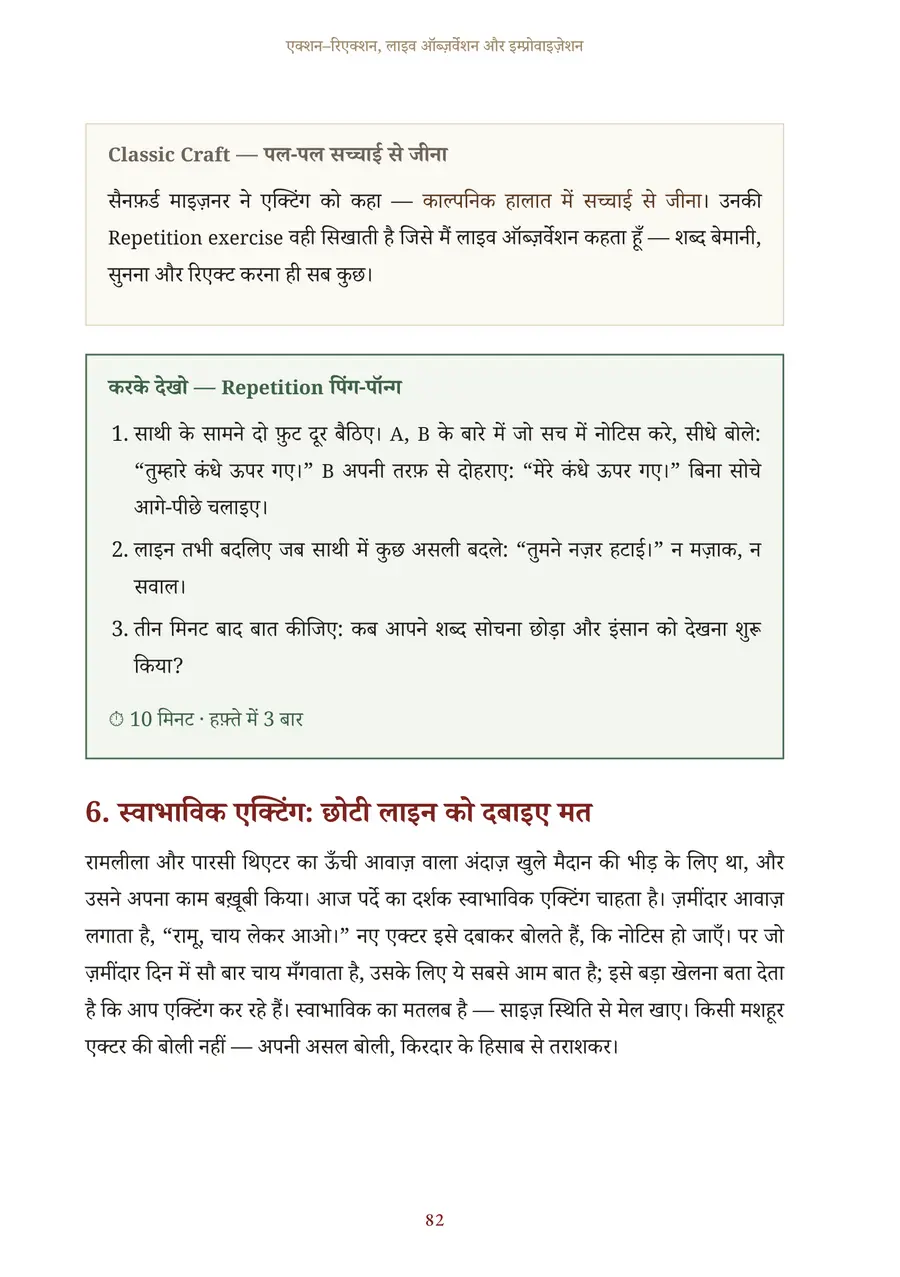 एक्शन–रिएक्शन, लाइव ऑब्ज़र्वेशन और इम्प्रोवाइज़ेशन
Classic Craft — पल-पल सच्चाई से जीना
सैनफ़र्ड माइज़नर ने एक्टिंग को कहा — काल्पनिक हालात में सच्चाई से जीना। उनकी
Repetition exercise वही सिखाती है जिसे मैं लाइव ऑब्ज़र्वेशन कहता हूँ — शब्द बेमानी,
सुनना और रिएक्ट करना ही सब कुछ।
करके देखो — Repetition पिंग-पॉन्ग
1. साथी के सामने दो फ़ुट दूर बैठिए। A, B के बारे में जो सच में नोटिस करे, सीधे बोले:
“तुम्हारे कंधे ऊपर गए।” B अपनी तरफ़ से दोहराए: “मेरे कंधे ऊपर गए।” बिना सोचे
आगे-पीछे चलाइए।
2. लाइन तभी बदलिए जब साथी में कुछ असली बदले: “तुमने नज़र हटाई।” न मज़ाक, न
सवाल।
3. तीन मिनट बाद बात कीजिए: कब आपने शब्द सोचना छोड़ा और इंसान को देखना शुरू
किया?
⏱ 10 मिनट · हफ़्ते में 3 बार
6. स्वाभाविक एक्टिंग: छोटी लाइन को दबाइए मत
रामलीला और पारसी थिएटर का ऊँची आवाज़ वाला अंदाज़ खुले मैदान की भीड़ के लिए था, और
उसने अपना काम बख़ूबी किया। आज पर्दे का दर्शक स्वाभाविक एक्टिंग चाहता है। ज़मींदार आवाज़
लगाता है, “रामू, चाय लेकर आओ।” नए एक्टर इसे दबाकर बोलते हैं, कि नोटिस हो जाएँ। पर जो
ज़मींदार दिन में सौ बार चाय मँगवाता है, उसके लिए ये सबसे आम बात है; इसे बड़ा खेलना बता देता
है कि आप एक्टिंग कर रहे हैं। स्वाभाविक का मतलब है — साइज़ स्थिति से मेल खाए। किसी मशहूर
एक्टर की बोली नहीं — अपनी असल बोली, किरदार के हिसाब से तराशकर।
82